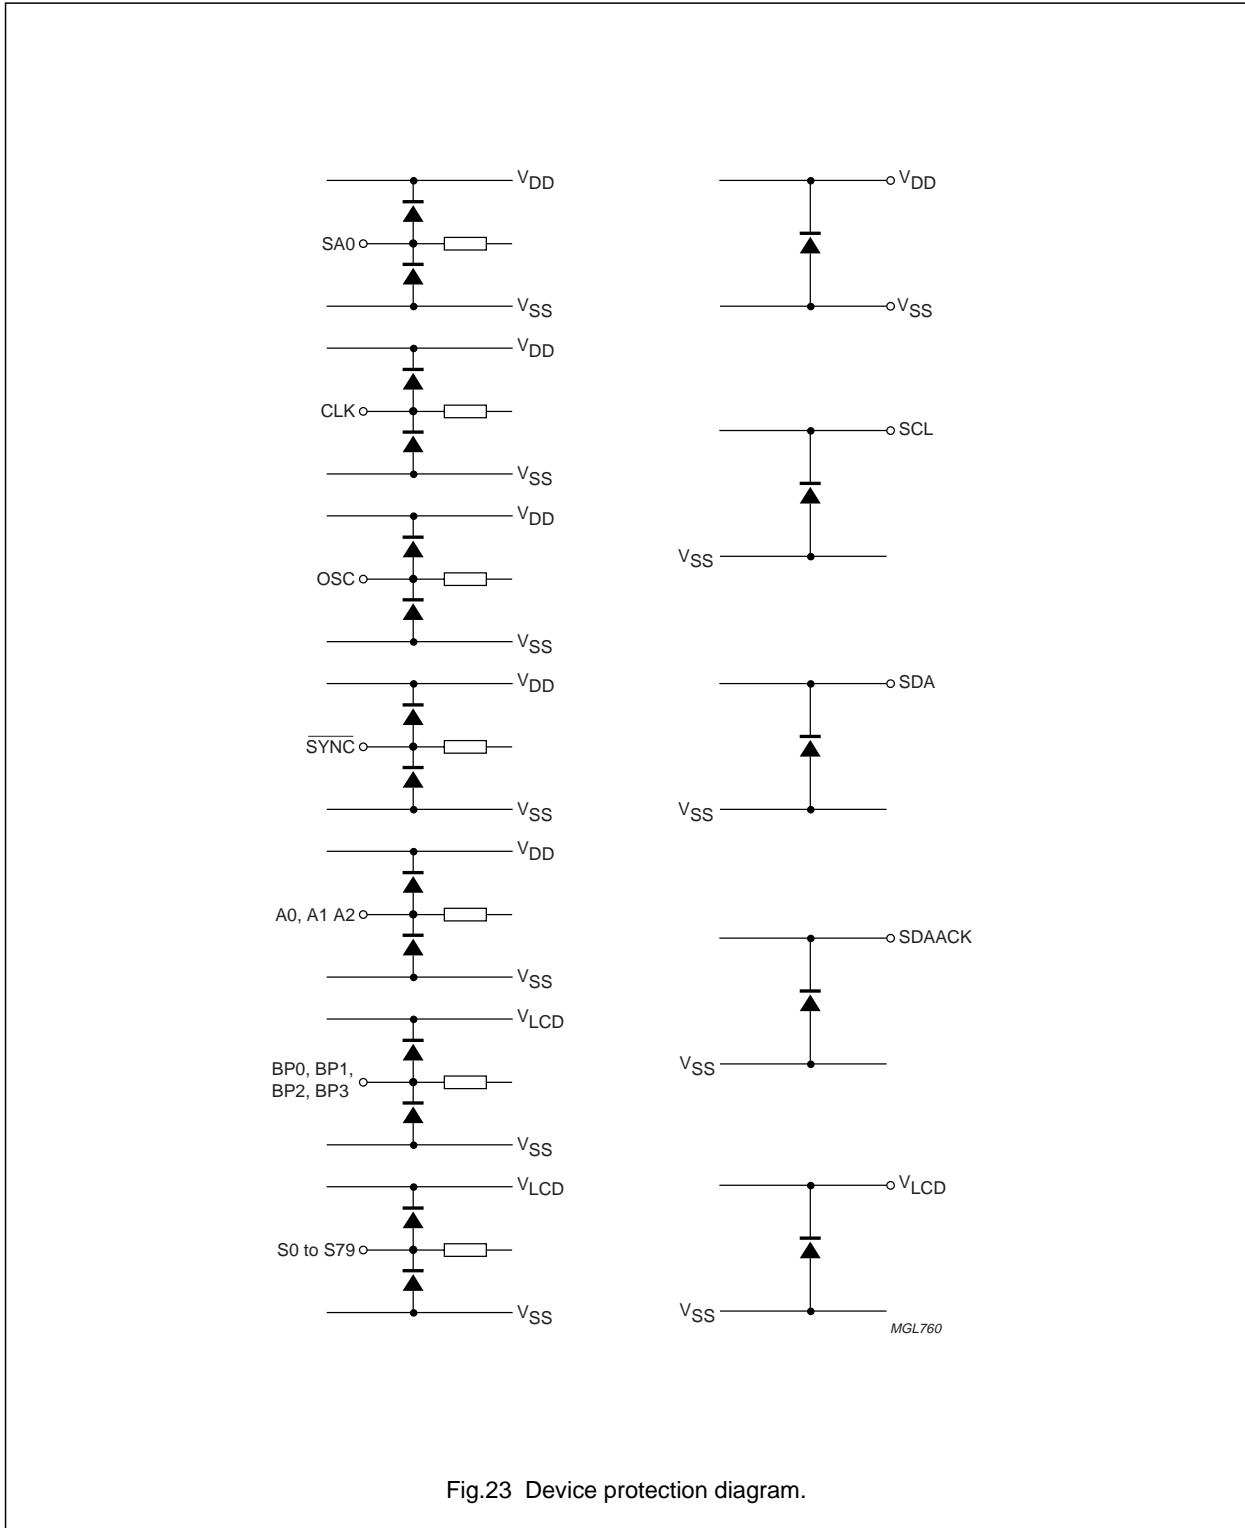 VDD
SA0
VSS
VDD
CLK
VSS
VDD
OSC
VSS
VDD
SYNC
VSS
VDD
A0, A1 A2
VSS
VLCD
BP0, BP1,
BP2, BP3
VSS
VLCD
S0 to S79
VSS
VDD
VSS
SCL
VSS
SDA
VSS
SDAACK
VSS
VLCD
VSS
MGL760
Fig.23 Device protection diagram.